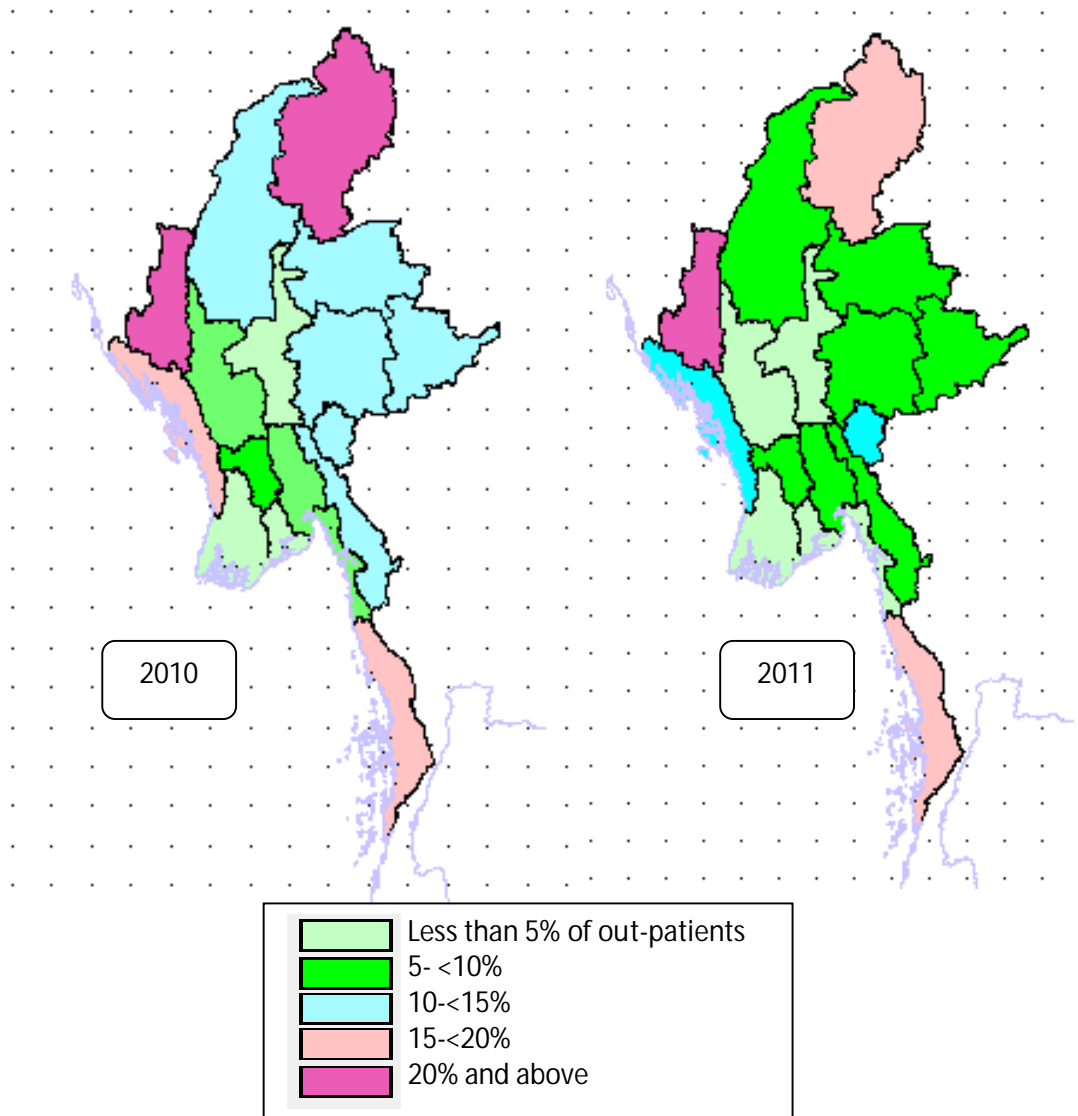 2010
2011
Less than 5% of out-patients
5- <10%
10-<15%
15-<20%
20% and above